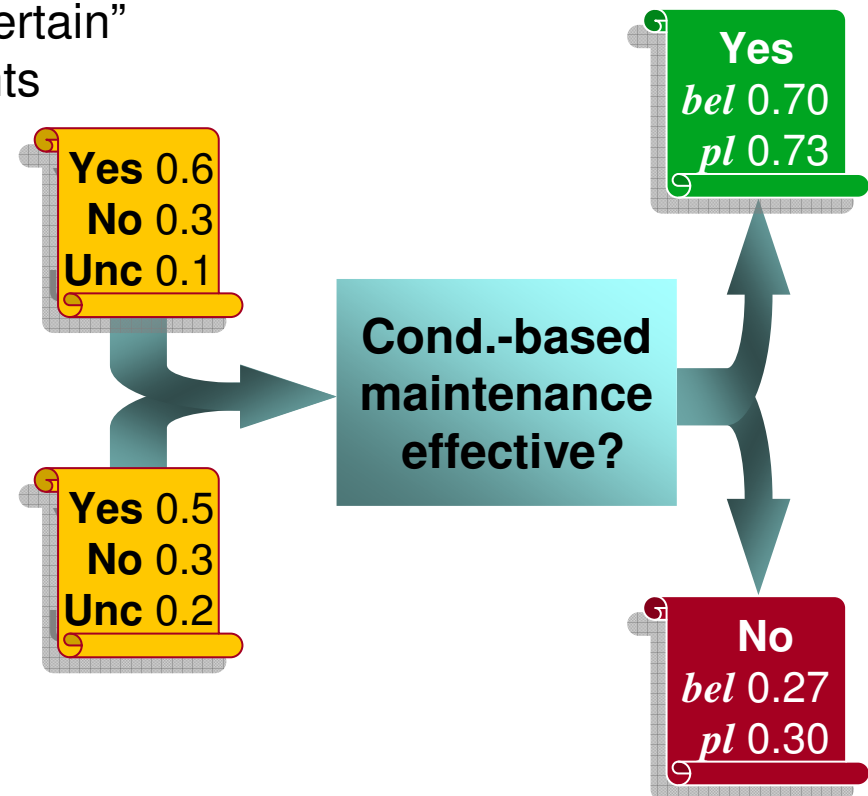 ertain”
nts
Yes 0.6
No 0.3
Unc 0.1
Yes 0.5
No 0.3
Unc 0.2
Cond.-based
maintenance
effective?
Yes
bel 0.70
pl 0.73
No
bel 0.27
pl 0.30